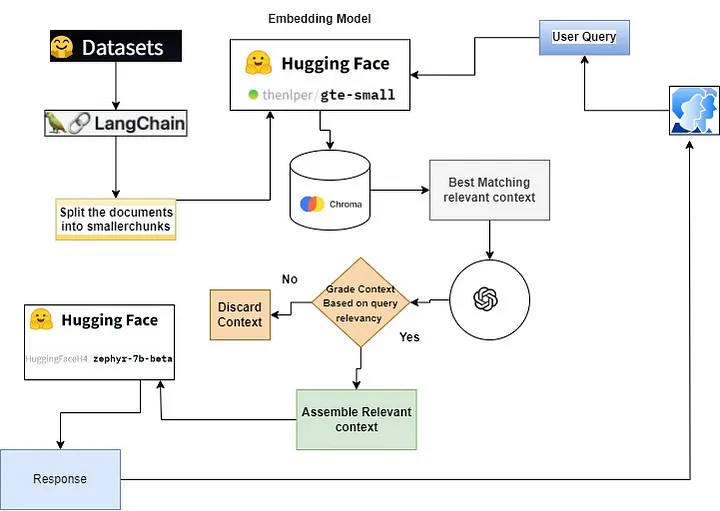 Embedding Model
Datasets
Hugging Face
thenlper/gte-small
User Query
LangChain
Split the documents
into smallerchunks
Chroma
Best Matching
relevant context
No
Grade Context
Based on query
relevancy
Discard
Context
Yes
Hugging Face
HuggingFaceH4/zephyr-7b-beta
Assemble Relevant
context
Response